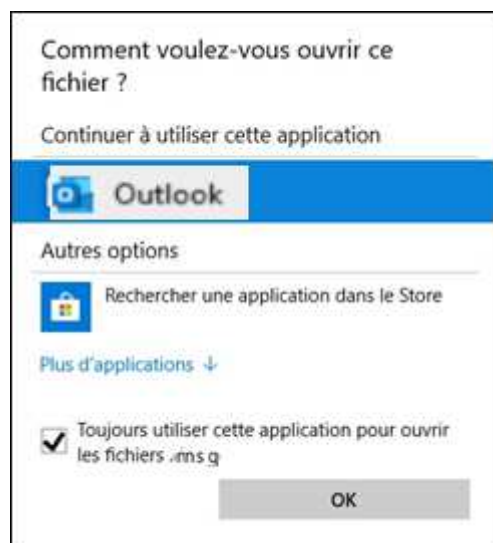 Comment voulez-vous ouvrir ce
fichier ?
Continuer à utiliser cette application
Outlook
Autres options
Rechercher une application dans le Store
Plus d'applications ↓
Toujours utiliser cette application pour ouvrir
les fichiers .msg
OK